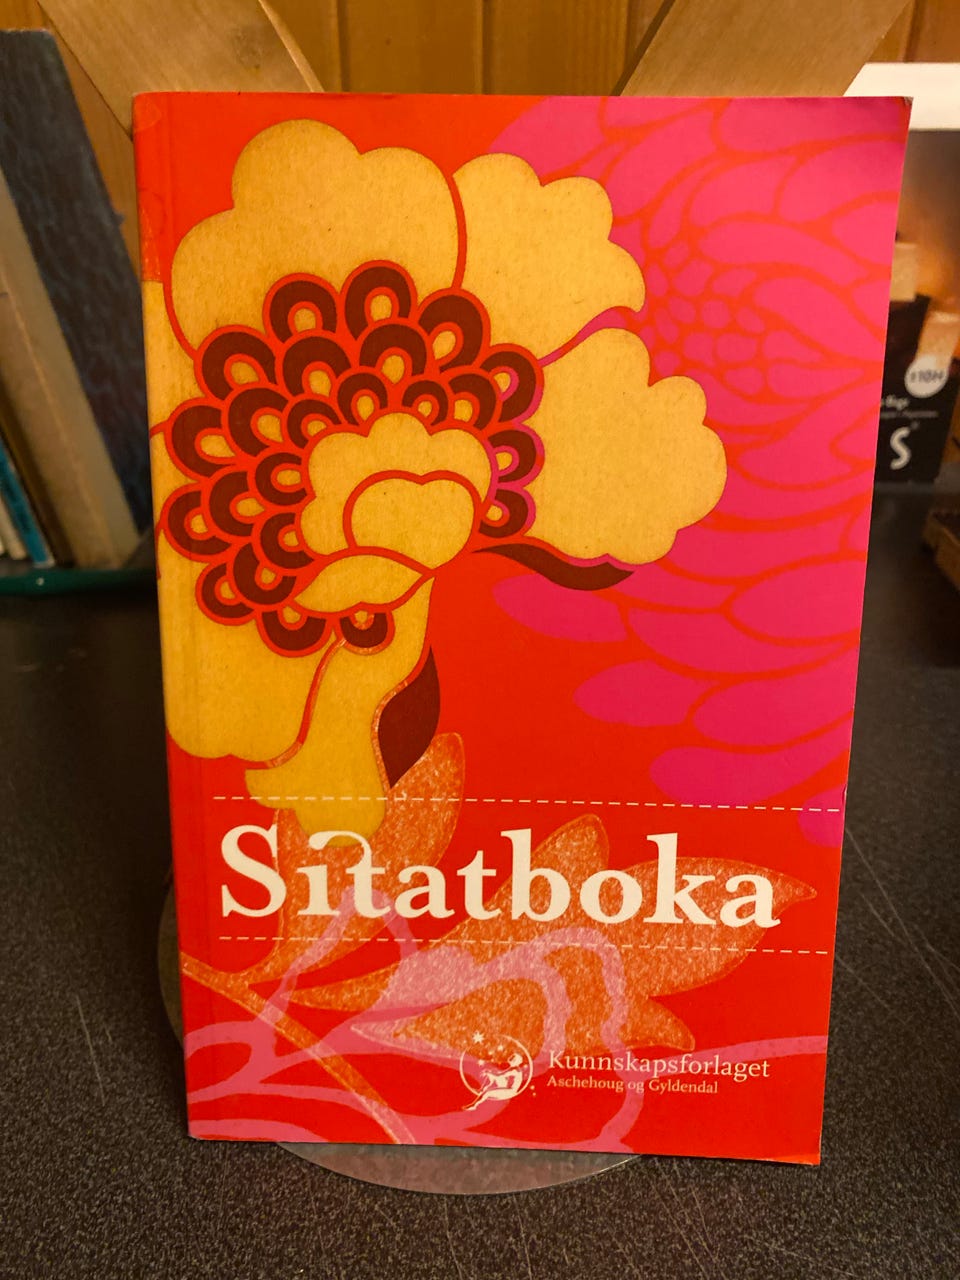 Sitatboka
Kunnskapsforlaget
Aschehoug og Gyldendal
S